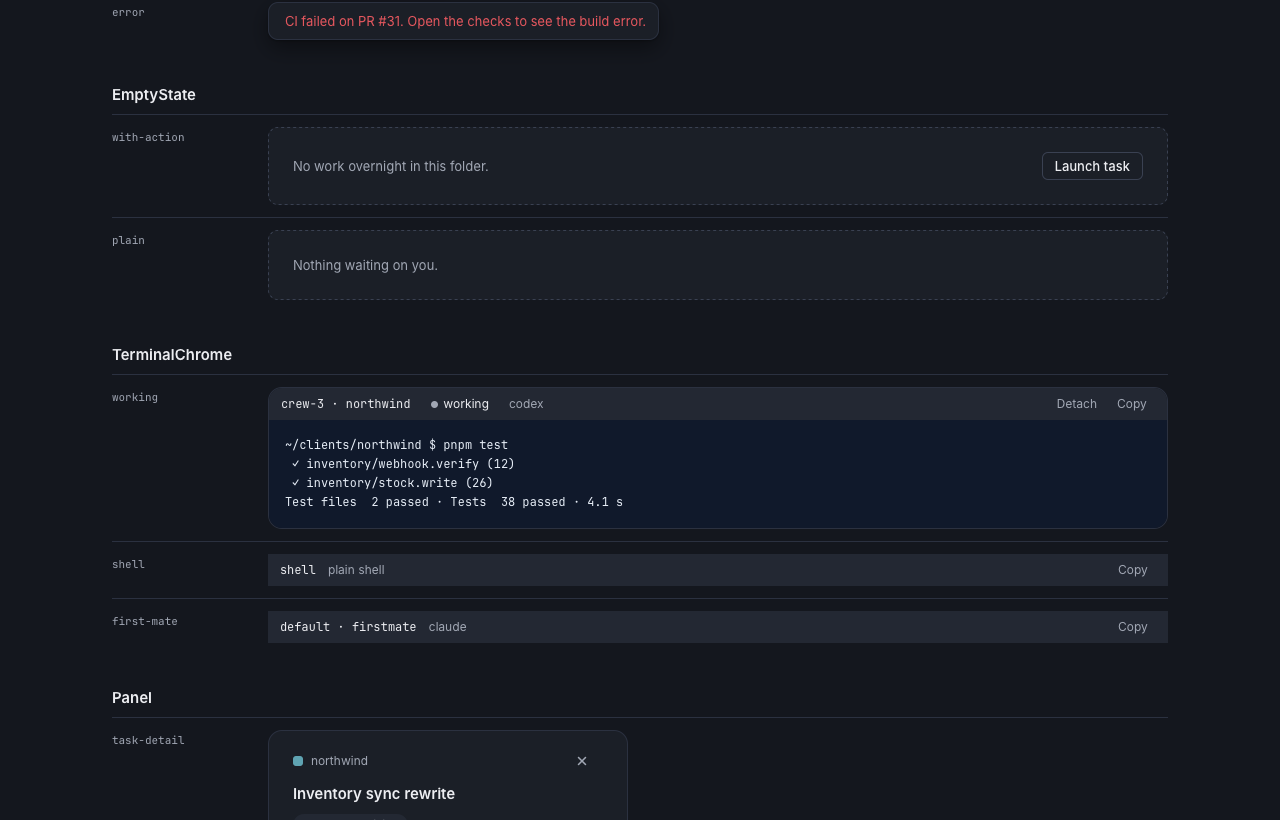 error
CI failed on PR #31. Open the checks to see the build error.
EmptyState
with-action
No work overnight in this folder.
Launch task
plain
Nothing waiting on you.
TerminalChrome
working
crew-3 · northwind working codex Detach Copy
~/clients/northwind $ pnpm test
✓ inventory/webhook.verify (12)
✓ inventory/stock.write (26)
Test files 2 passed · Tests 38 passed · 4.1 s
shell
shell plain shell Copy
first-mate
default · firstmate claude Copy
Panel
task-detail
northwind
Inventory sync rewrite